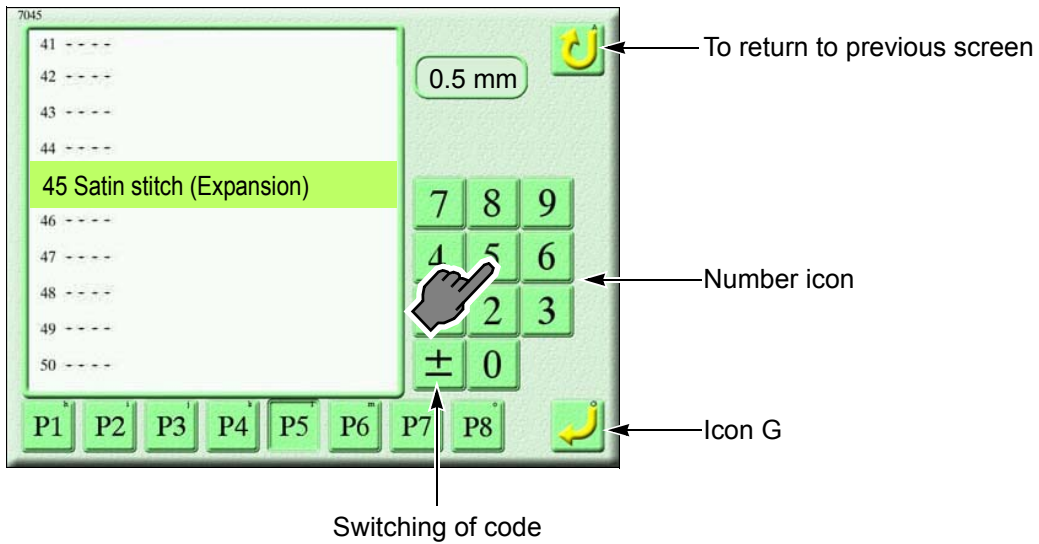 7045
41 ----
42 ----
43 ----
44 ----
45 Satin stitch (Expansion)
46 ----
47 ----
48 ----
49 ----
50 ----
0.5 mm
A
To return to previous screen
7 8 9
4 5 6
2 3
± 0
Number icon
P1 P2 P3 P4 P5 P6 P7 P8
h i j k m o
Icon G
Switching of code